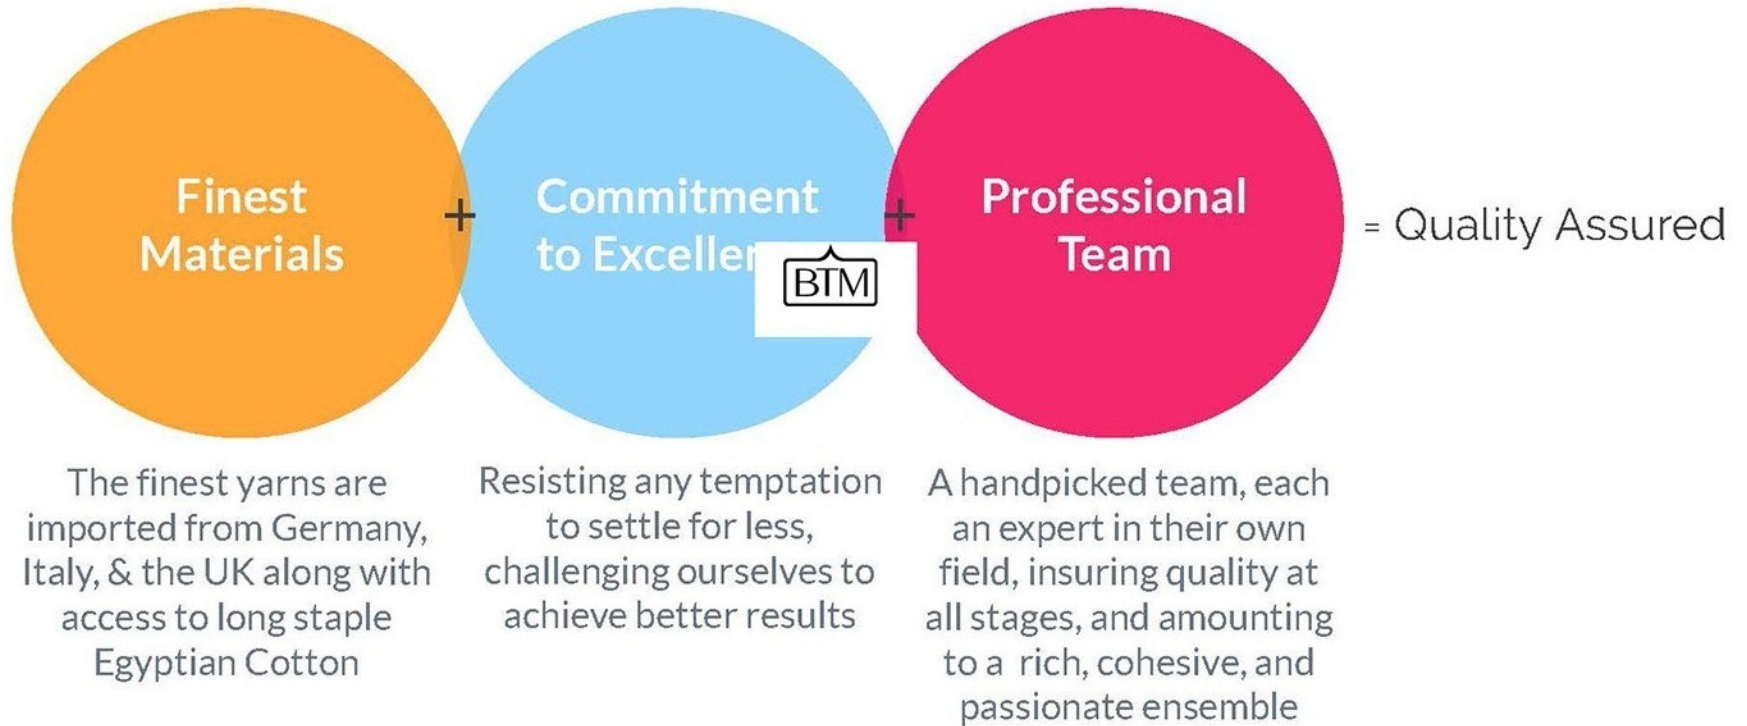 Finest
Materials
+
Commitment
to Excellen
BTM
+
Professional
Team
= Quality Assured
The finest yarns are
imported from Germany,
Italy, & the UK along with
access to long staple
Egyptian Cotton
Resisting any temptation
to settle for less,
challenging ourselves to
achieve better results
A handpicked team, each
an expert in their own
field, insuring quality at
all stages, and amounting
to a rich, cohesive, and
passionate ensemble